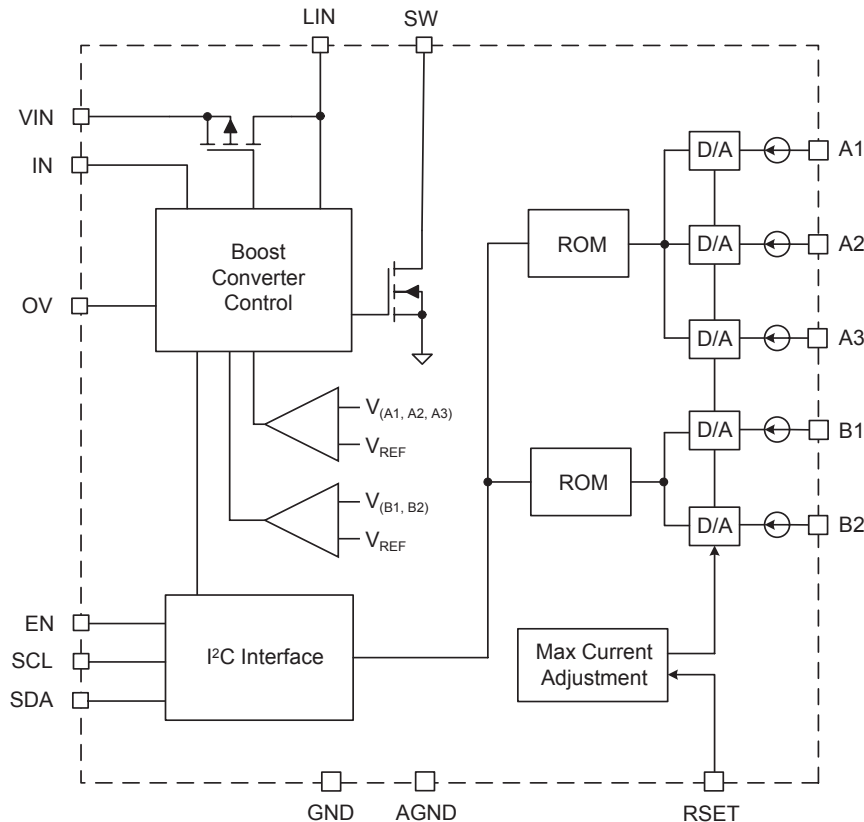 LIN
SW
VIN
IN
OV
Boost
Converter
Control
ROM
D/A
A1
D/A
A2
D/A
A3
V(A1, A2, A3)
VREF
V(B1, B2)
VREF
ROM
D/A
B1
D/A
B2
EN
SCL
SDA
I²C Interface
Max Current
Adjustment
GND
AGND
RSET